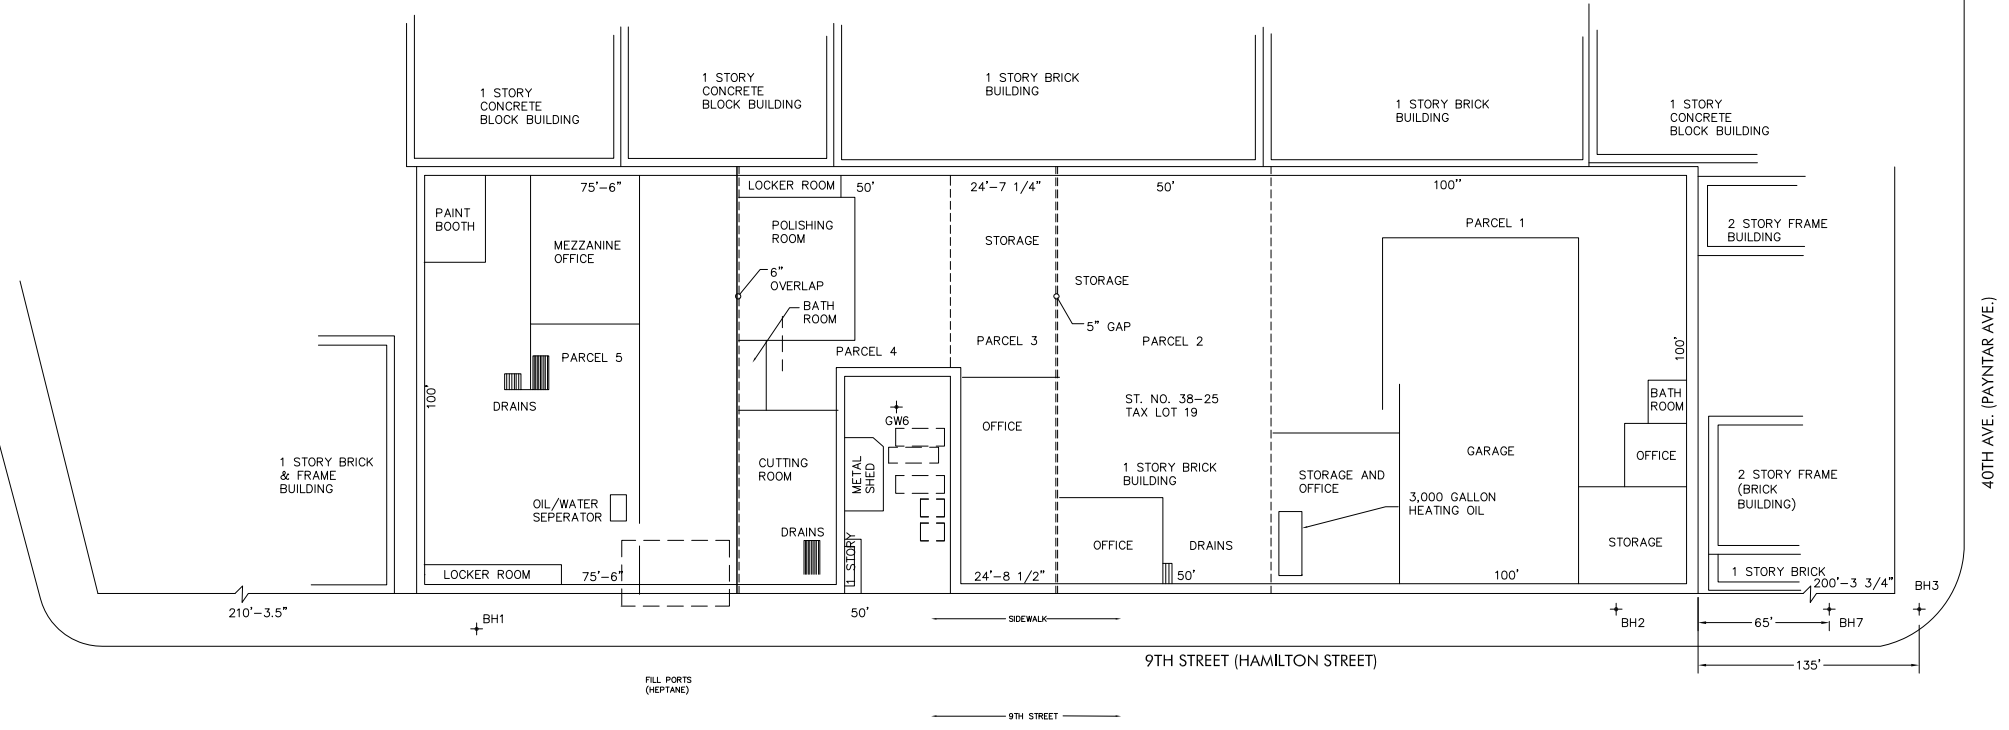 1 STORY
CONCRETE
BLOCK BUILDING
1 STORY
CONCRETE
BLOCK BUILDING
1 STORY BRICK
BUILDING
1 STORY BRICK
BUILDING
1 STORY
CONCRETE
BLOCK BUILDING
75'-6"
LOCKER ROOM
50'
24'-7 1/4"
50'
100"
PAINT
BOOTH
MEZZANINE
OFFICE
POLISHING
ROOM
STORAGE
PARCEL 1
2 STORY FRAME
BUILDING
6"
OVERLAP
STORAGE
BATH
ROOM
5" GAP
PARCEL 5
PARCEL 4
PARCEL 3
PARCEL 2
100'
100'
DRAINS
ST. NO. 38-25
TAX LOT 19
BATH
ROOM
GW6
OFFICE
40TH AVE. (PAYNTAR AVE.)
1 STORY BRICK
& FRAME
BUILDING
CUTTING
ROOM
METAL
SHED
1 STORY BRICK
BUILDING
STORAGE AND
OFFICE
GARAGE
OFFICE
2 STORY FRAME
(BRICK
BUILDING)
OIL/WATER
SEPERATOR
3,000 GALLON
HEATING OIL
DRAINS
1 STORY
OFFICE
DRAINS
STORAGE
LOCKER ROOM
75'-6"
24'-8 1/2"
50'
100'
1 STORY BRICK
200'-3 3/4"
BH3
210'-3.5"
BH1
50'
SIDEWALK
BH2
65'
BH7
9TH STREET (HAMILTON STREET)
135'
FILL PORTS
(HEPTANE)
9TH STREET